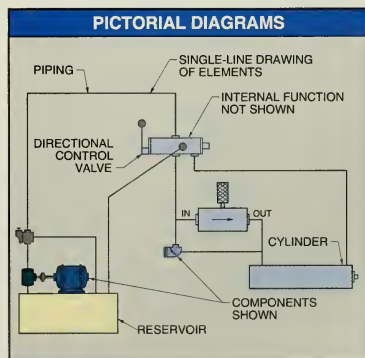 PICTORIAL DIAGRAMS
SINGLE-LINE DRAWING
OF ELEMENTS
PIPING
INTERNAL FUNCTION
NOT SHOWN
DIRECTIONAL
CONTROL
VALVE
IN
OUT
CYLINDER
COMPONENTS
SHOWN
RESERVOIR